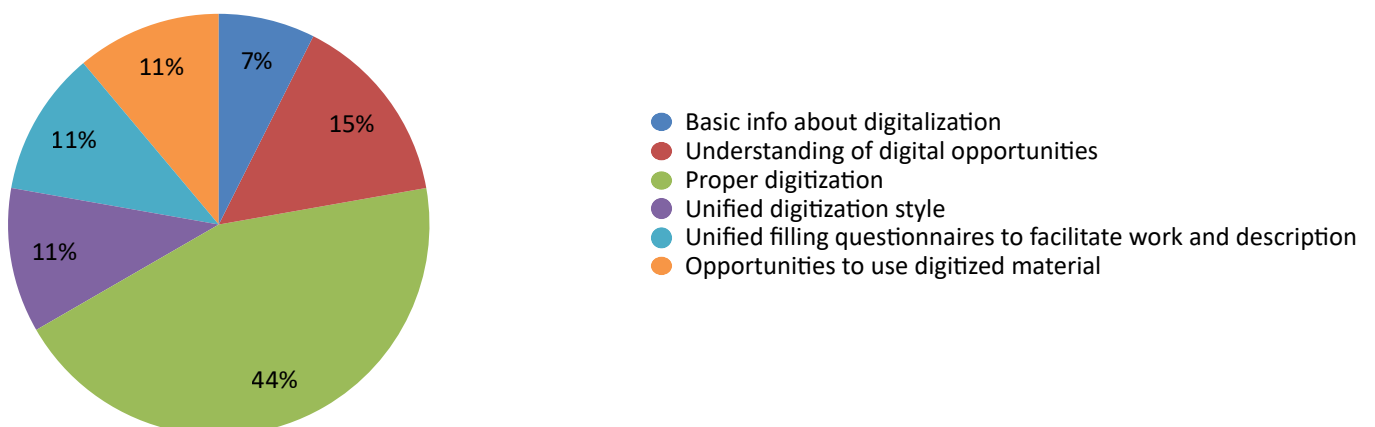 7%
15%
44%
11%
11%
11%
Basic info about digitalization
Understanding of digital opportunities
Proper digitization
Unified digitization style
Unified filling questionnaires to facilitate work and description
Opportunities to use digitized material